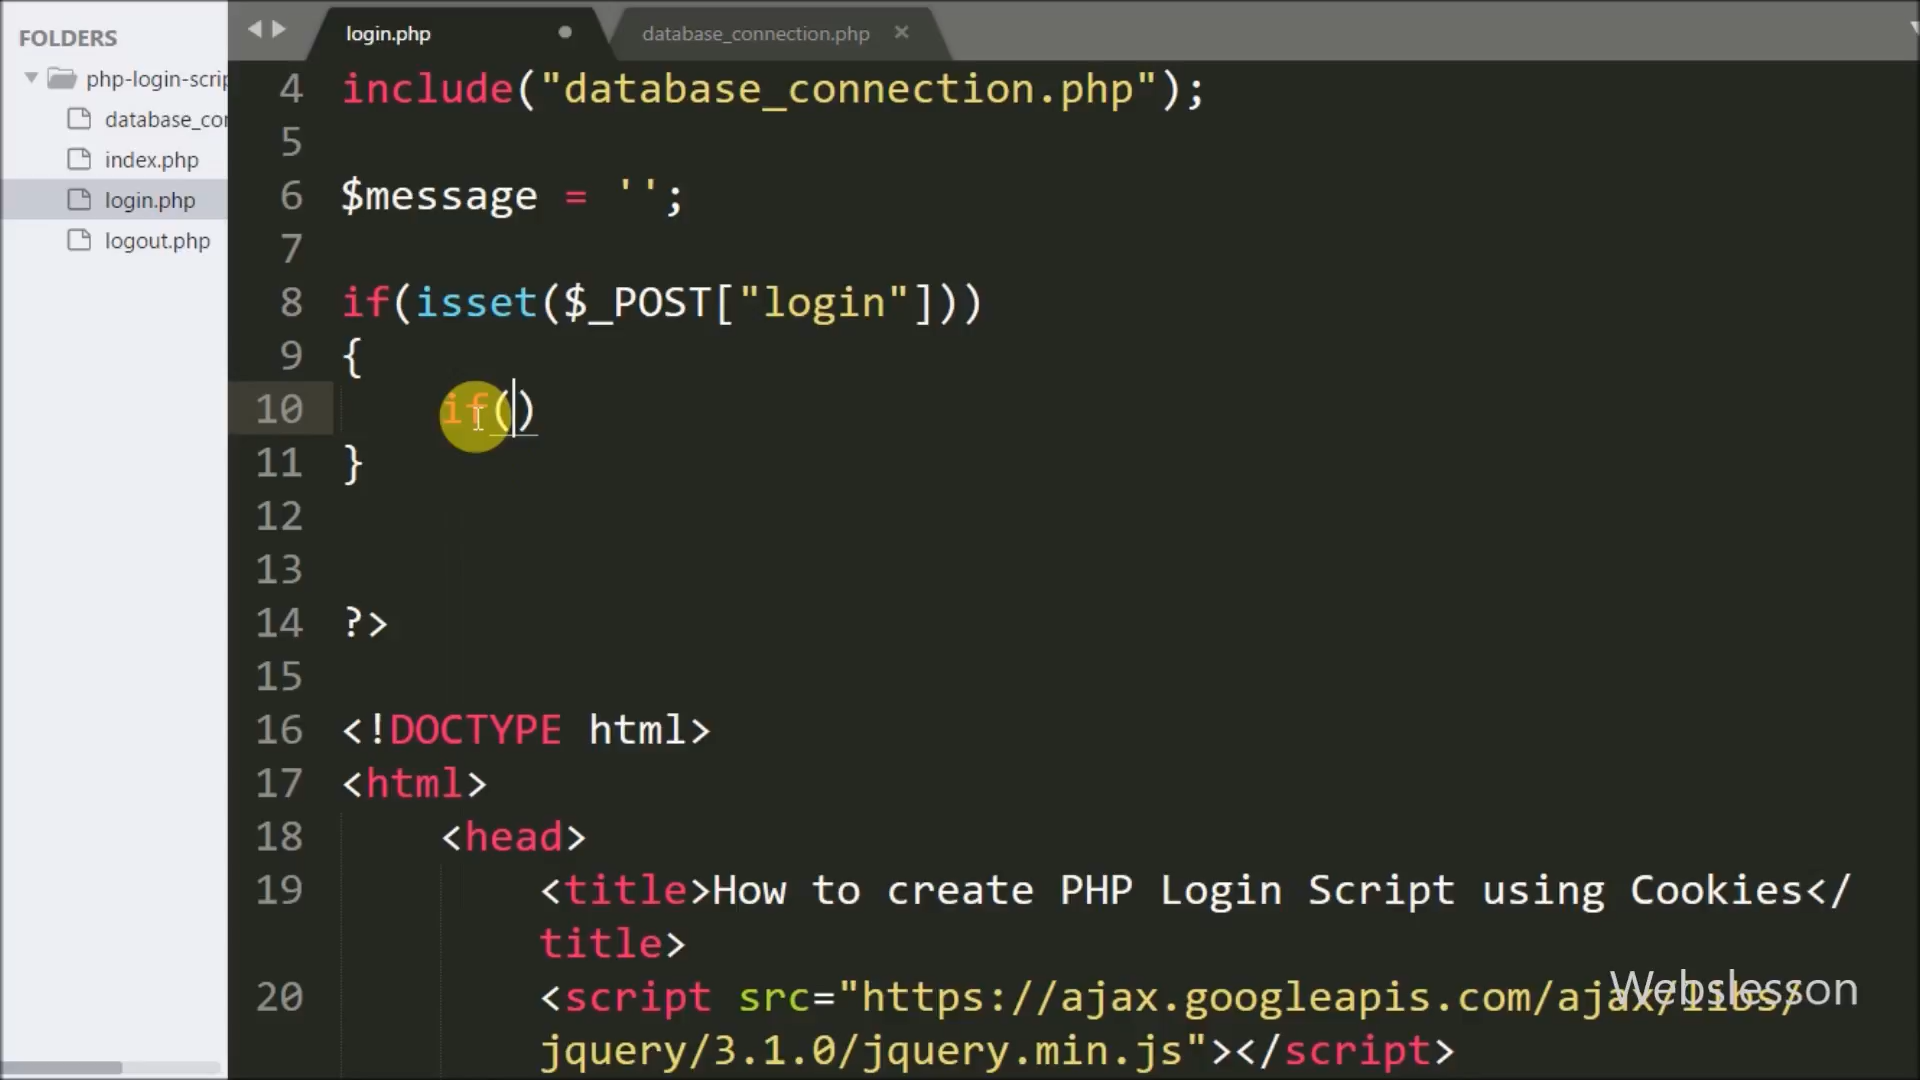 FOLDERS
php-login-scrip
database_con
index.php
login.php
logout.php
login.php
database_connection.php
4 include("database_connection.php");
5
6 $message = '';
7
8 if(isset($_POST["login"]))
9 {
10 if()
11 }
12
13
14 ?>
15
16 <!DOCTYPE html>
17 <html>
18 <head>
19 <title>How to create PHP Login Script using Cookies</
title>
20 <script src="https://ajax.googleapis.com/ajax/libs/
jquery/3.1.0/jquery.min.js"></script>
Webslesson